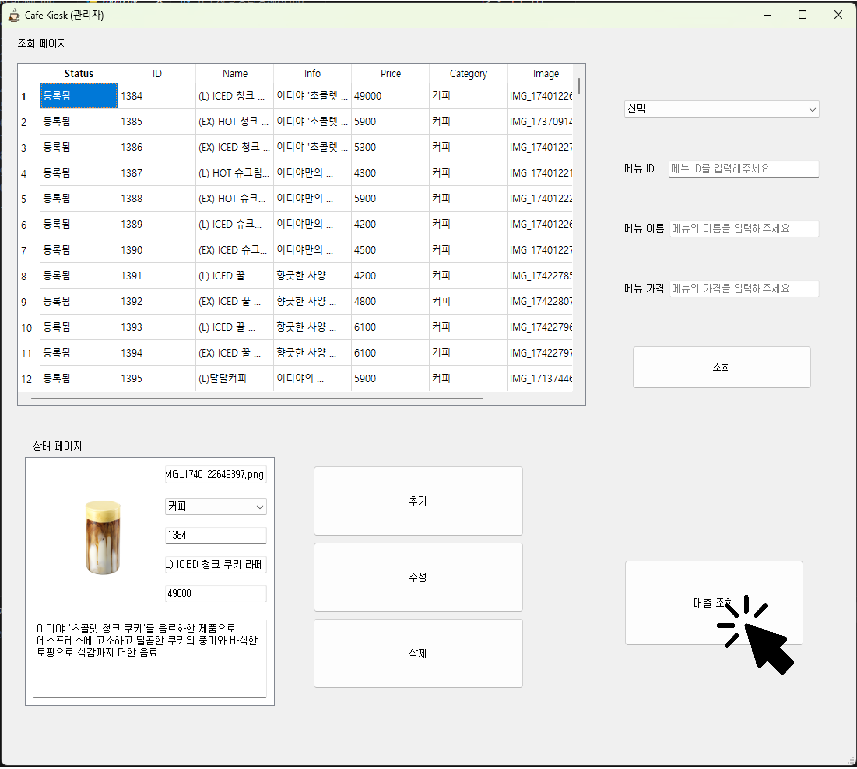 Cafe Kiosk (관리자)
조회 페이지
Status ID Name Info Price Category Image
1 등록됨 1384 (L) ICED 청크 ... 이디야 '초콜렛 ... 49000 커피 MG_17401226
2 등록됨 1385 (EX) HOT 청크 ... 이디야 '초콜렛 ... 5900 커피 MG_17370914
3 등록됨 1386 (EX) ICED 청크 ... 이디야 '초콜렛 ... 5300 커피 MG_17401227
4 등록됨 1387 (L) HOT 슈크림... 이디야만의 ... 4300 커피 MG_17401221
5 등록됨 1388 (EX) HOT 슈크... 이디야만의 ... 5900 커피 MG_17401222
6 등록됨 1389 (L) ICED 슈크... 이디야만의 ... 4200 커피 MG_17401226
7 등록됨 1390 (EX) ICED 슈크... 이디야만의 ... 4500 커피 MG_17401227
8 등록됨 1391 (L) ICED 꿀 향긋한 사양 4200 커피 MG_17422785
9 등록됨 1392 (EX) ICED 꿀 ... 향긋한 사양 ... 4800 커피 MG_17422807
10 등록됨 1393 (L) ICED 꿀 ... 향긋한 사양 ... 6100 커피 MG_17422796
11 등록됨 1394 (EX) ICED 꿀 ... 향긋한 사양 ... 6100 커피 MG_17422797
12 등록됨 1395 (L)달달커피 이디야의 ... 5900 커피 MG_17137446
선택
메뉴 ID 메뉴 ID를 입력해주세요
메뉴 이름 메뉴의 이름을 입력해주세요
메뉴 가격 메뉴의 가격을 입력해주세요
조회
상태 페이지
커피
1384
L) ICED 청크 쿠키 라떼
49000
이디야 '초콜렛 청크 쿠키'를 음료화한 제품으로
에스프레소에 고소하고 달콤한 쿠키의 풍미와 바삭한
토핑으로 식감까지 더한 음료
추가
수정
삭제
매출 조회